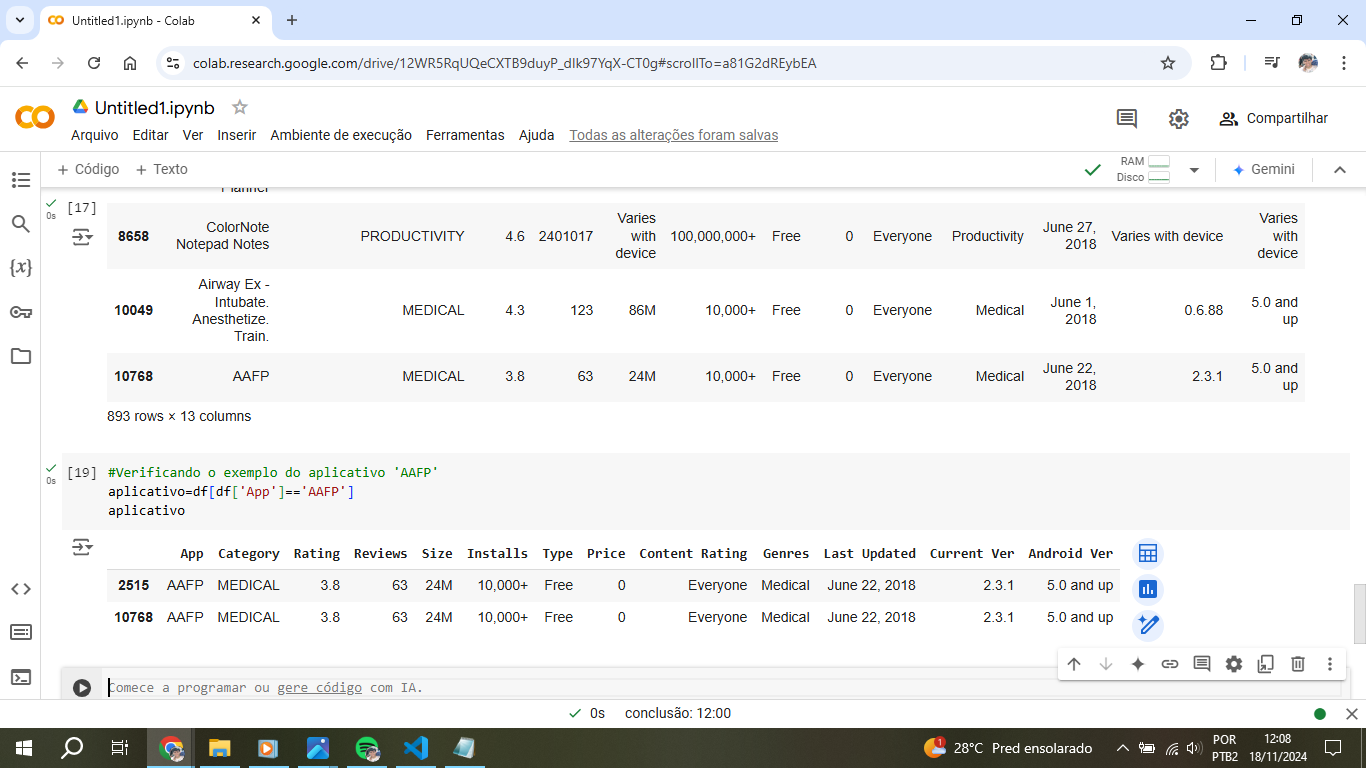 Untitled1.ipynb - Colab
colab.research.google.com/drive/12WR5RqUQeCXTB9duyP_dIk97YqX-CT0g#scrollTo=a81G2dREybEA
Untitled1.ipynb
Arquivo Editar Ver Inserir Ambiente de execução Ferramentas Ajuda Todas as alterações foram salvas
Compartilhar
+ Código + Texto
RAM
Disco
Gemini
Planner
[17]
0s
8658 ColorNote Notepad Notes PRODUCTIVITY 4.6 2401017 Varies with device 100,000,000+ Free 0 Everyone Productivity June 27, 2018 Varies with device Varies with device
10049 Airway Ex - Intubate. Anesthetize. Train. MEDICAL 4.3 123 86M 10,000+ Free 0 Everyone Medical June 1, 2018 0.6.88 5.0 and up
10768 AAFP MEDICAL 3.8 63 24M 10,000+ Free 0 Everyone Medical June 22, 2018 2.3.1 5.0 and up
893 rows × 13 columns
[19]
0s
#Verificando o exemplo do aplicativo 'AAFP'
aplicativo=df[df['App']=='AAFP']
aplicativo
App Category Rating Reviews Size Installs Type Price Content Rating Genres Last Updated Current Ver Android Ver
2515 AAFP MEDICAL 3.8 63 24M 10,000+ Free 0 Everyone Medical June 22, 2018 2.3.1 5.0 and up
10768 AAFP MEDICAL 3.8 63 24M 10,000+ Free 0 Everyone Medical June 22, 2018 2.3.1 5.0 and up
Comece a programar ou gere código com IA.
0s conclusão: 12:00
1
28°C Pred ensolarado
POR
PTB2
12:08
18/11/2024